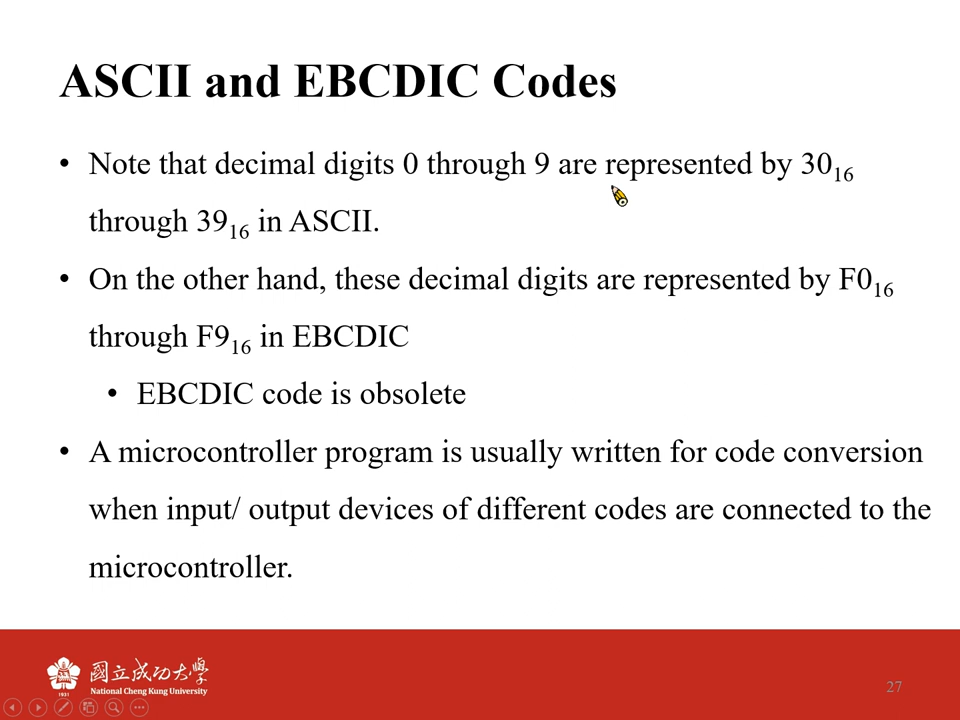 ASCII and EBCDIC Codes
• Note that decimal digits 0 through 9 are represented by 30₁₆
through 39₁₆ in ASCII.
• On the other hand, these decimal digits are represented by F0₁₆
through F9₁₆ in EBCDIC
• EBCDIC code is obsolete
• A microcontroller program is usually written for code conversion
when input/ output devices of different codes are connected to the
microcontroller.
國立成功大學
National Cheng Kung University
1931
27